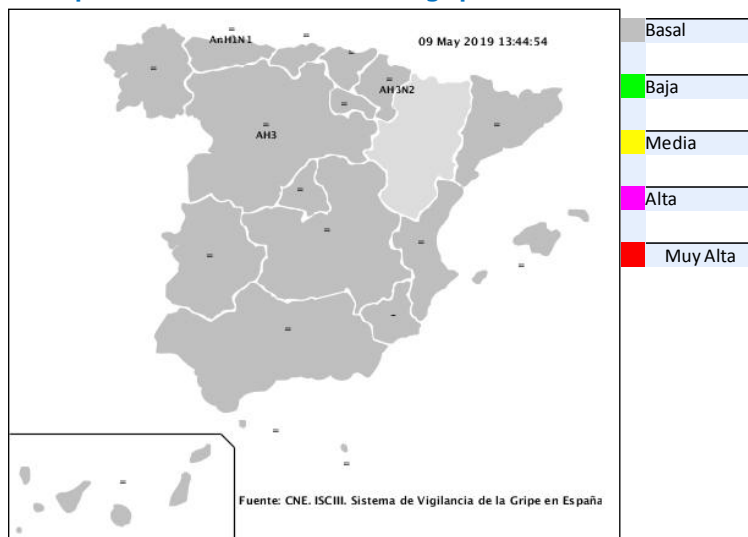 09 May 2019 13:44:54
AnH1N1
=
=
=
=
=
AH3N2
=
=
AH3
=
=
=
=
=
=
=
-
=
=
=
Fuente: CNE. ISCIII. Sistema de Vigilancia de la Gripe en España
Basal
Baja
Media
Alta
Muy Alta